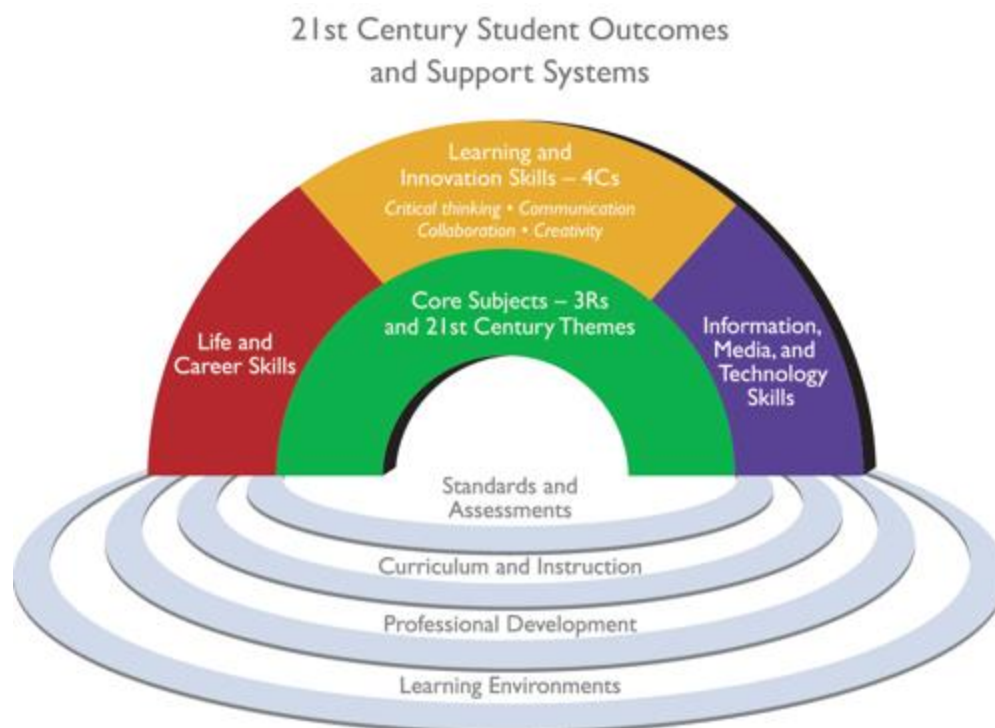 21st Century Student Outcomes
and Support Systems
Learning and
Innovation Skills – 4Cs
Critical thinking • Communication
Collaboration • Creativity
Core Subjects – 3Rs
and 21st Century Themes
Life and
Career Skills
Information,
Media, and
Technology
Skills
Standards and
Assessments
Curriculum and Instruction
Professional Development
Learning Environments